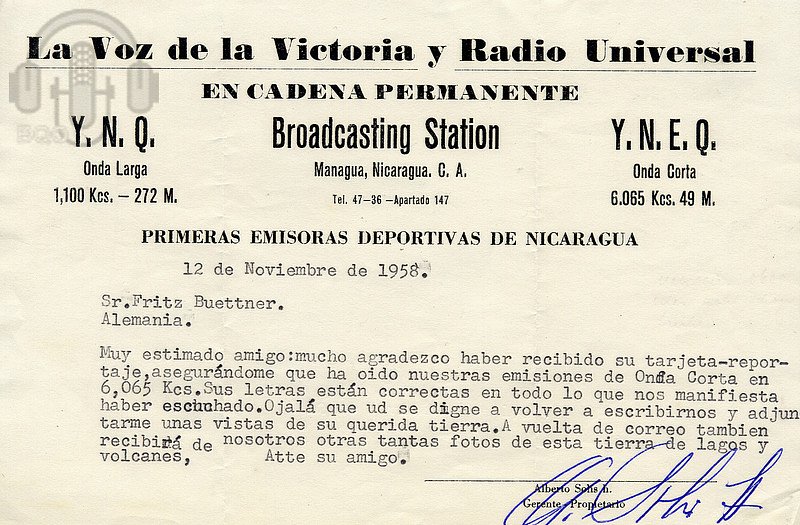 La Voz de la Victoria y Radio Universal
EN CADENA PERMANENTE
Y. N. Q.
Onda Larga
1,100 Kcs. — 272 M.
Broadcasting Station
Managua, Nicaragua. C. A.
Tel. 47—36 —Apartado 147
Y. N. E. Q.
Onda Corta
6.065 Kcs. 49 M.
PRIMERAS EMISORAS DEPORTIVAS DE NICARAGUA
12 de Noviembre de 1958.
Sr.Fritz Buettner.
Alemania.
Muy estimado amigo:mucho agradezco haber recibido su tarjeta-repor-
taje,asegurándome que ha oido nuestras emisiones de Onda Corta en
6,065 Kcs.Sus letras están correctas en todo lo que nos manifiesta
haber escuchado.Ojalá que ud se digne a volver a escribirnos y adjun
tarme unas vistas de su querida tierra.A vuelta de correo tambien
recibirá de nosotros otras tantas fotos de esta tierra de lagos y
volcanes, Atte su amigo.
Alberto Solis h.
Gerente Propietario